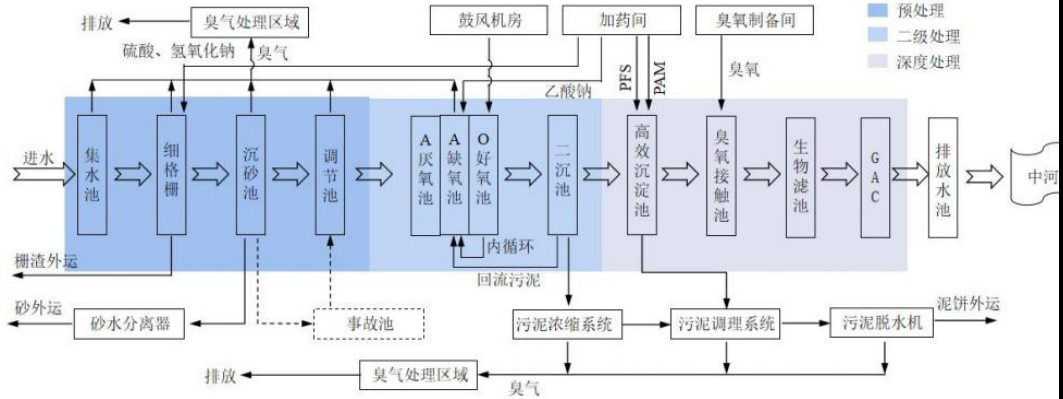 排放
臭气处理区域
鼓风机房
加药间
臭氧制备间
预处理
二级处理
深度处理
硫酸、氢氧化钠
臭气
乙酸钠
PFS
PAM
臭氧
进水
集水池
细格栅
沉砂池
调节池
A厌氧池
A缺氧池
O好氧池
二沉池
高效沉淀池
臭氧接触池
生物滤池
GAC
排放水池
中河
内循环
回流污泥
栅渣外运
砂外运
砂水分离器
事故池
污泥浓缩系统
污泥调理系统
污泥脱水机
泥饼外运
排放
臭气处理区域
臭气